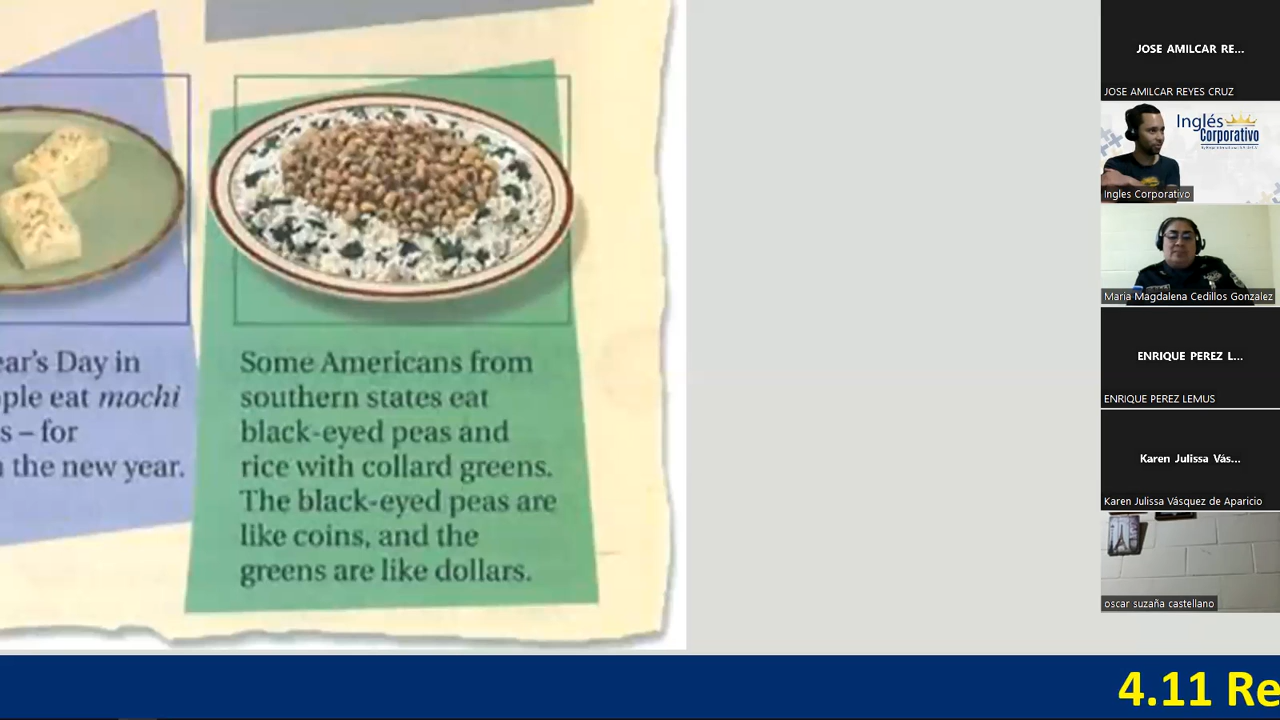 ear's Day in
ple eat mochi
s – for
the new year.
Some Americans from
southern states eat
black-eyed peas and
rice with collard greens.
The black-eyed peas are
like coins, and the
greens are like dollars.
4.11 Re
JOSE AMILCAR RE...
JOSE AMILCAR REYES CRUZ
Inglés
Corporativo
Ingles Corporativo
Maria Magdalena Cedillos Gonzalez
ENRIQUE PEREZ L...
ENRIQUE PEREZ LEMUS
Karen Julissa Vás...
Karen Julissa Vásquez de Aparicio
oscar suzaña castellano